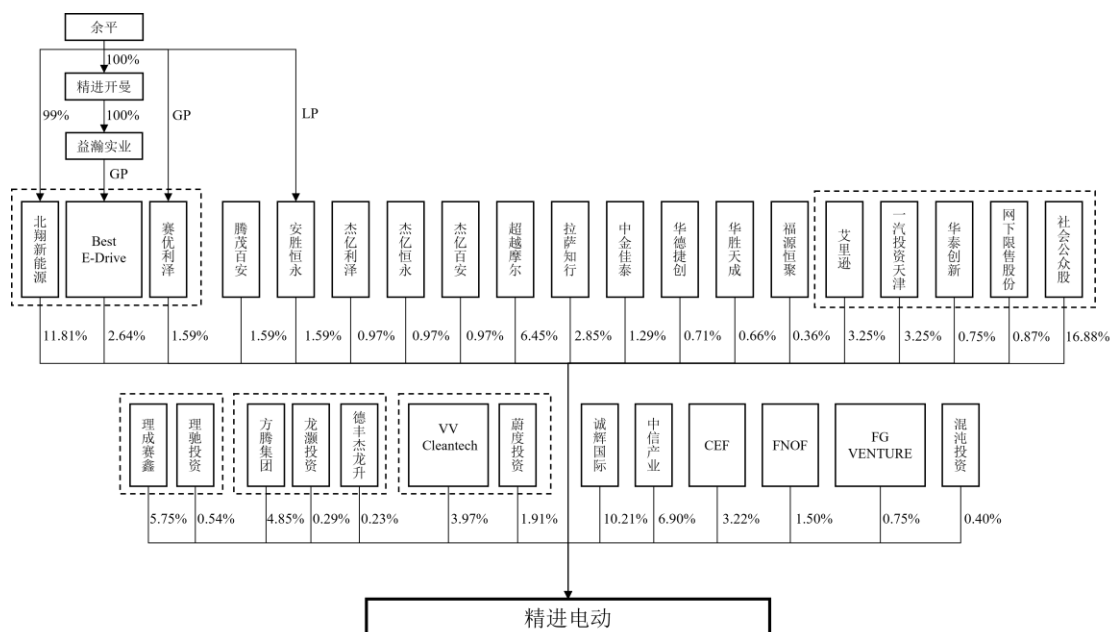 余平
100%
精进开曼
99%
100%
GP
LP
益瀚实业
GP
北翔新能源
Best
E-Drive
赛优利泽
腾茂百安
安胜恒永
杰亿利泽
杰亿恒永
杰亿百安
超越摩尔
拉萨知行
中金佳泰
华德捷创
华胜天成
福源恒聚
艾里逊
一汽投资天津
华泰创新
网下限售股份
社会公众股
11.81%
2.64%
1.59%
1.59%
1.59%
0.97%
0.97%
0.97%
6.45%
2.85%
1.29%
0.71%
0.66%
0.36%
3.25%
3.25%
0.75%
0.87%
16.88%
理成赛鑫
理驰投资
方腾集团
龙灏投资
德丰杰龙升
VV
Cleantech
蔚度投资
诚辉国际
中信产业
CEF
FNOF
FG
VENTURE
混沌投资
5.75%
0.54%
4.85%
0.29%
0.23%
3.97%
1.91%
10.21%
6.90%
3.22%
1.50%
0.75%
0.40%
精进电动